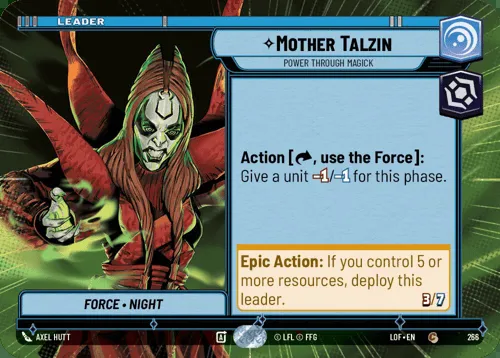 LEADER
✧MOTHER TALZIN
POWER THROUGH MAGICK
Action [⤵, use the Force]:
Give a unit −1/−1 for this phase.
Epic Action: If you control 5 or
more resources, deploy this
leader.
3/7
FORCE • NIGHT
AXEL HUTT
A
© LFL © FFG
LOF • EN
C
266